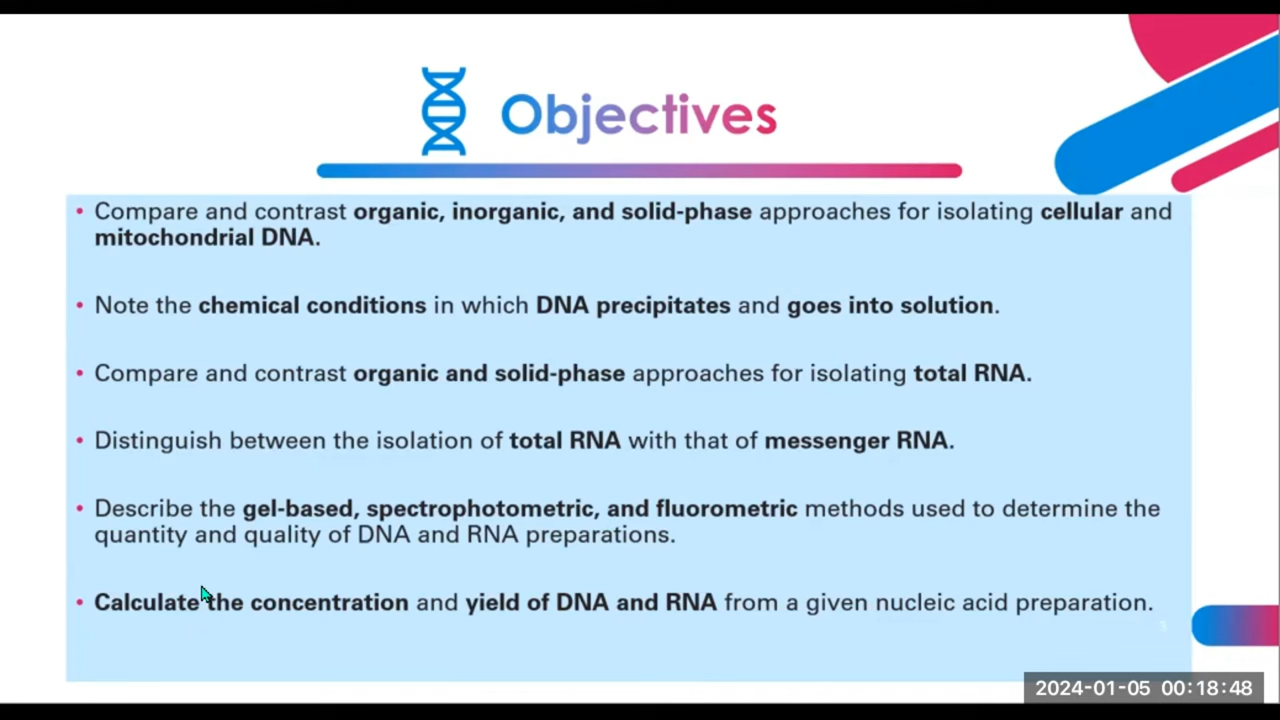 Objectives
• Compare and contrast organic, inorganic, and solid-phase approaches for isolating cellular and
mitochondrial DNA.
• Note the chemical conditions in which DNA precipitates and goes into solution.
• Compare and contrast organic and solid-phase approaches for isolating total RNA.
• Distinguish between the isolation of total RNA with that of messenger RNA.
• Describe the gel-based, spectrophotometric, and fluorometric methods used to determine the
quantity and quality of DNA and RNA preparations.
• Calculate the concentration and yield of DNA and RNA from a given nucleic acid preparation.
2024-01-05 00:18:48